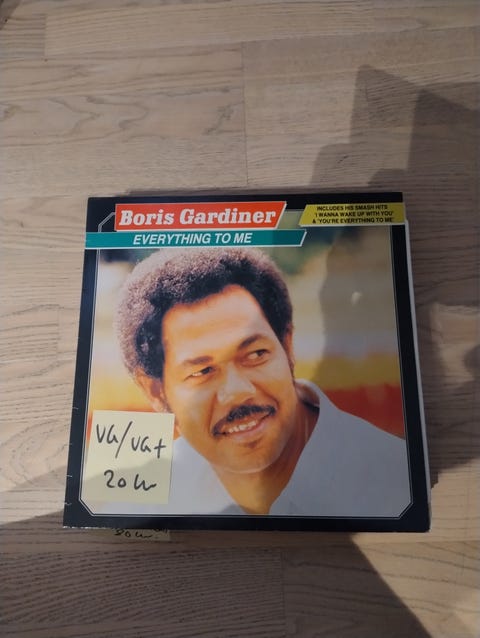 Boris Gardiner
INCLUDES HIS SMASH HITS
'I WANNA WAKE UP WITH YOU'
& 'YOU'RE EVERYTHING TO ME'
EVERYTHING TO ME
VG/VG+
20 kr